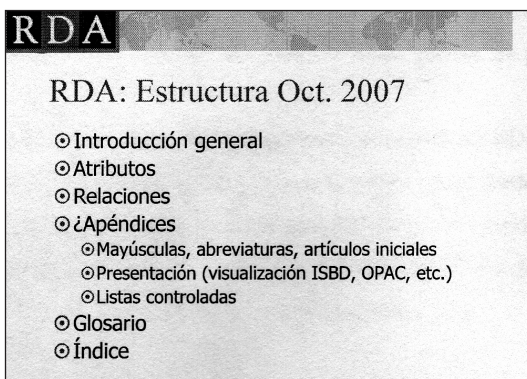 RDA
RDA: Estructura Oct. 2007
⊙ Introducción general
⊙ Atributos
⊙ Relaciones
⊙ ¿Apéndices
⊙ Mayúsculas, abreviaturas, artículos iniciales
⊙ Presentación (visualización ISBD, OPAC, etc.)
⊙ Listas controladas
⊙ Glosario
⊙ Índice